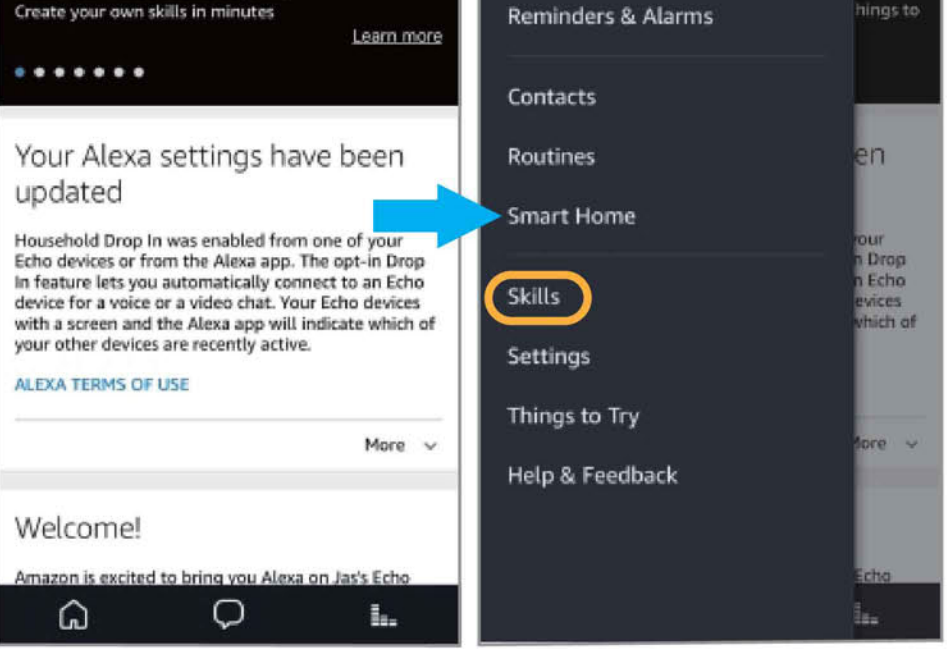 Create your own skills in minutes
Learn more
Your Alexa settings have been
updated
Household Drop In was enabled from one of your
Echo devices or from the Alexa app. The opt-in Drop
In feature lets you automatically connect to an Echo
device for a voice or a video chat. Your Echo devices
with a screen and the Alexa app will indicate which of
your other devices are recently active.
ALEXA TERMS OF USE
More
Welcome!
Amazon is excited to bring you Alexa on Jas's Echo
Reminders & Alarms
Contacts
Routines
Smart Home
Skills
Settings
Things to Try
Help & Feedback
hings to
en
our
n Drop
n Echo
evices
which of
More
Echo